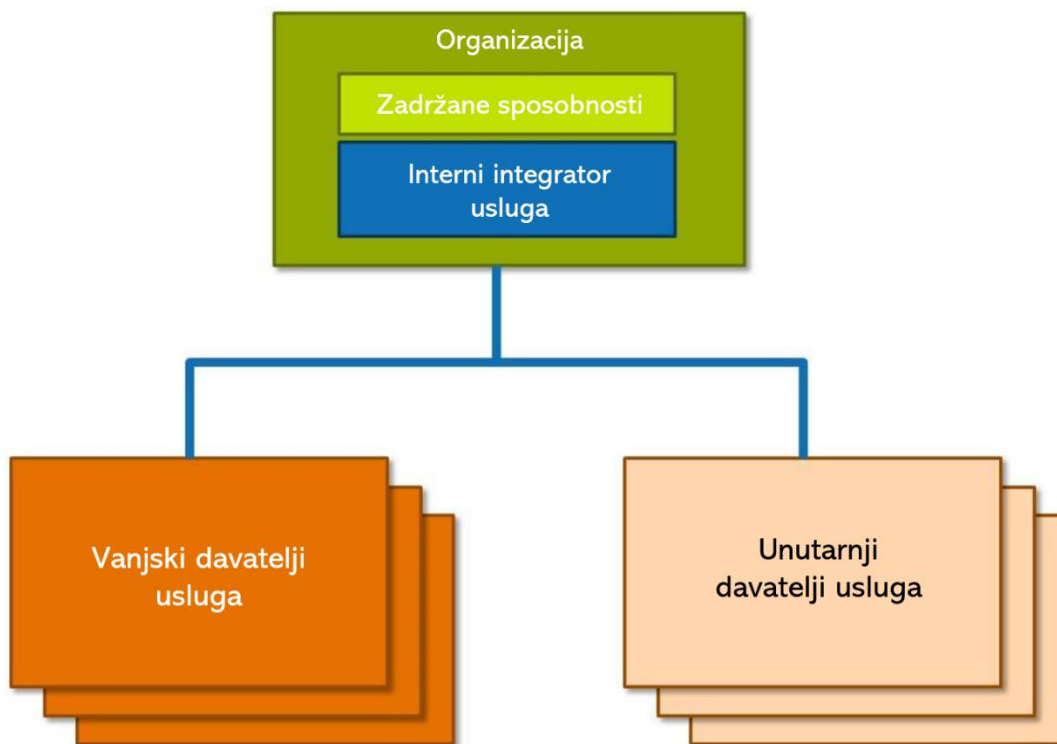 Organizacija
Zadržane sposobnosti
Interni integrator
usluga
Vanjski davatelji
usluga
Unutarnji
davatelji usluga